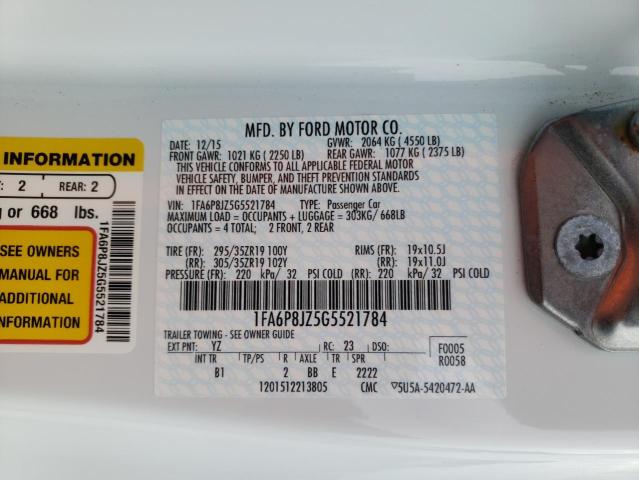 INFORMATION
2
REAR: 2
or 668 lbs.
SEE OWNERS
MANUAL FOR
ADDITIONAL
INFORMATION
1FA6P8JZ5G5521784
MFD. BY FORD MOTOR CO.
DATE: 12/15 GVWR: 2064 KG ( 4550 LB)
FRONT GAWR: 1021 KG ( 2250 LB) REAR GAWR: 1077 KG ( 2375 LB)
THIS VEHICLE CONFORMS TO ALL APPLICABLE FEDERAL MOTOR
VEHICLE SAFETY, BUMPER, AND THEFT PREVENTION STANDARDS
IN EFFECT ON THE DATE OF MANUFACTURE SHOWN ABOVE.
VIN: 1FA6P8JZ5G5521784 TYPE: Passenger Car
MAXIMUM LOAD = OCCUPANTS + LUGGAGE = 303KG/ 668LB
OCCUPANTS = 4 TOTAL; 2 FRONT, 2 REAR
TIRE (FR): 295/35ZR19 100Y RIMS (FR): 19x10.5J
(RR): 305/35ZR19 102Y (RR): 19x11.0J
PRESSURE (FR): 220 kPa/ 32 PSI COLD (RR): 220 kPa/ 32 PSI COLD
1FA6P8JZ5G5521784
TRAILER TOWING - SEE OWNER GUIDE
EXT PNT: YZ RC: 23 DSO: F0005
R0058
INT TR TP/PS R AXLE TR SPR
B1 2 BB E 2222
1201512213805 CMC ▽5U5A-5420472-AA